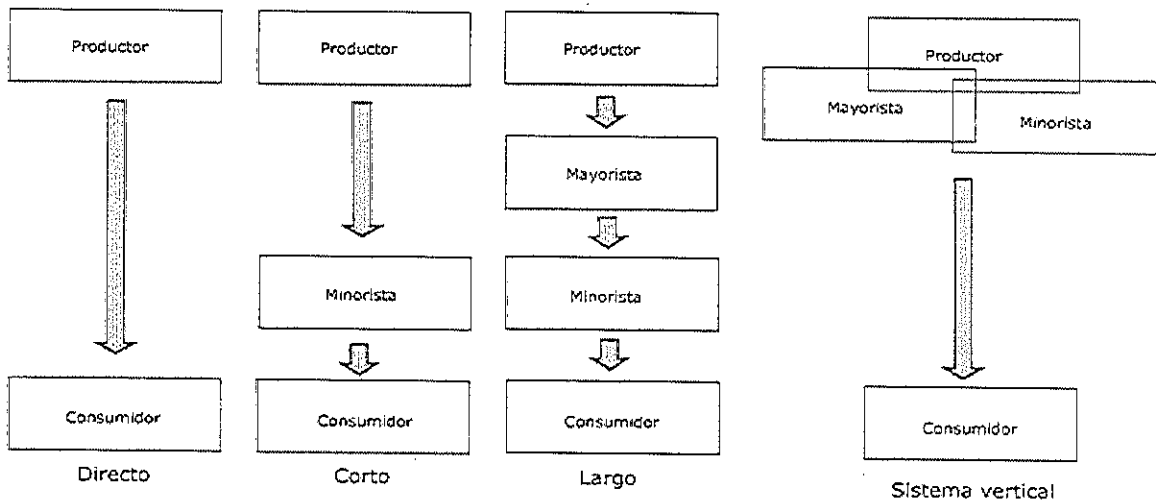 Productor
Consumidor
Directo
Productor
Minorista
Consumidor
Corto
Productor
Mayorista
Minorista
Consumidor
Largo
Productor
Mayorista
Minorista
Consumidor
Sistema vertical